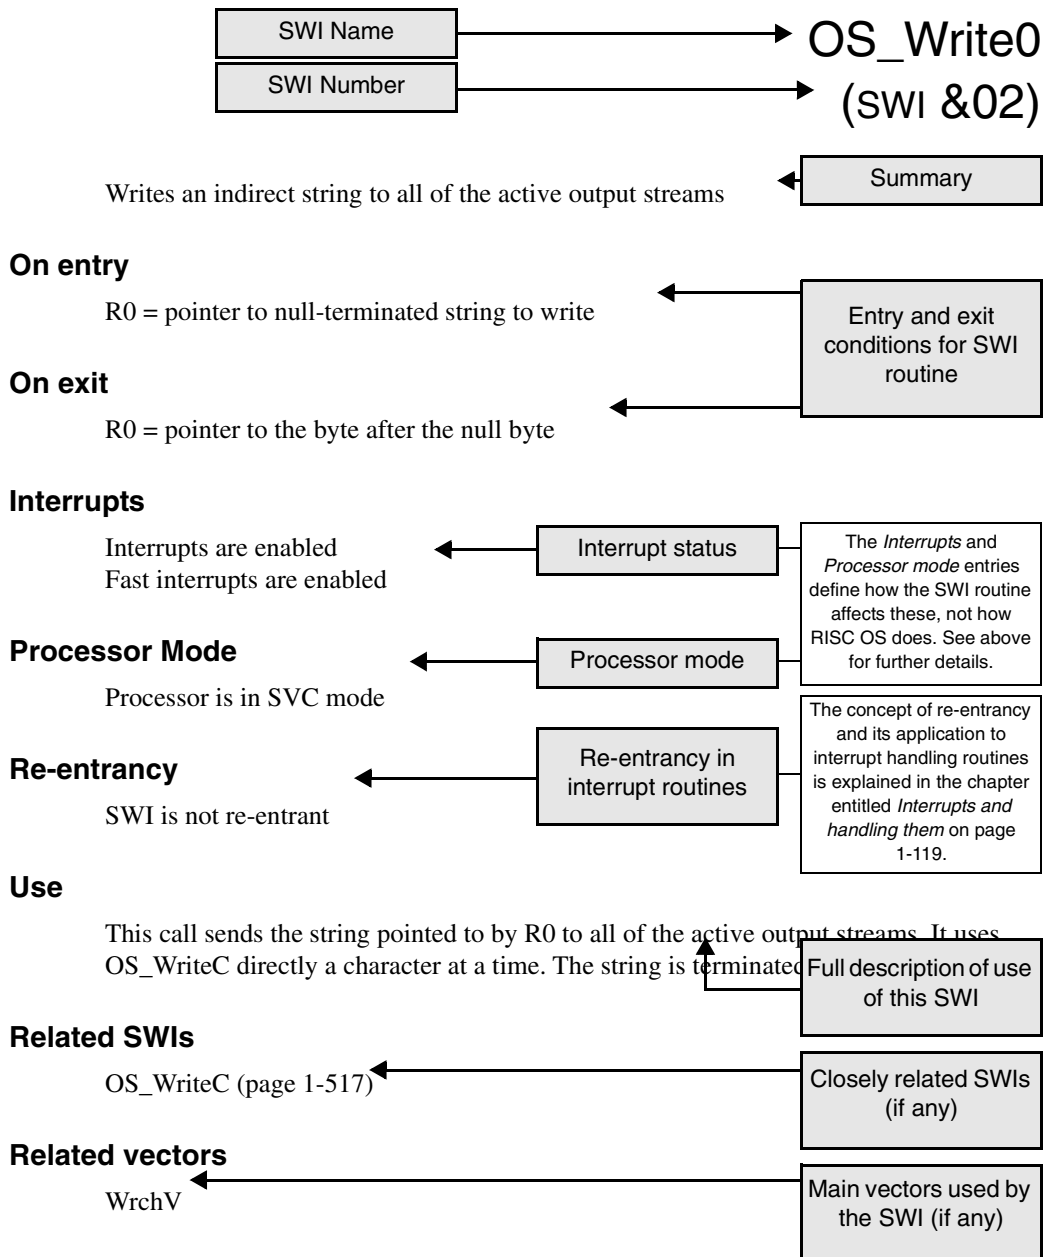 SWI Name
OS_Write0
SWI Number
(SWI &02)
Summary
Writes an indirect string to all of the active output streams
On entry
R0 = pointer to null-terminated string to write
Entry and exit
conditions for SWI
routine
On exit
R0 = pointer to the byte after the null byte
Interrupts
Interrupts are enabled
Fast interrupts are enabled
Interrupt status
The Interrupts and
Processor mode entries
define how the SWI routine
affects these, not how
RISC OS does. See above
for further details.
Processor Mode
Processor is in SVC mode
Processor mode
Re-entrancy
SWI is not re-entrant
Re-entrancy in
interrupt routines
The concept of re-entrancy
and its application to
interrupt handling routines
is explained in the chapter
entitled Interrupts and
handling them on page
1-119.
Use
This call sends the string pointed to by R0 to all of the active output streams. It uses
OS_WriteC directly a character at a time. The string is terminated
Full description of use
of this SWI
Related SWIs
OS_WriteC (page 1-517)
Closely related SWIs
(if any)
Related vectors
WrchV
Main vectors used by
the SWI (if any)